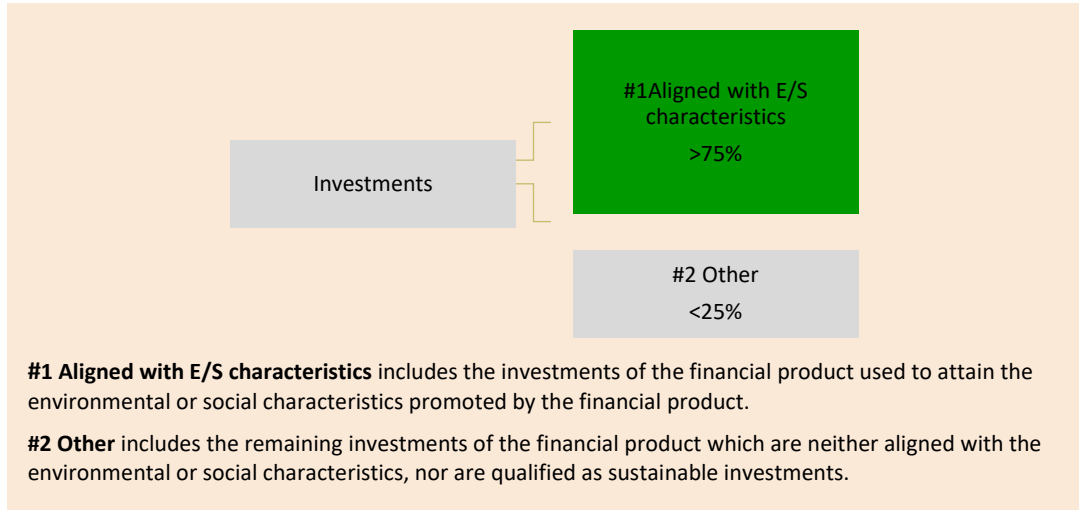 #1Aligned with E/S
characteristics
>75%
Investments
#2 Other
<25%
#1 Aligned with E/S characteristics includes the investments of the financial product used to attain the
environmental or social characteristics promoted by the financial product.
#2 Other includes the remaining investments of the financial product which are neither aligned with the
environmental or social characteristics, nor are qualified as sustainable investments.